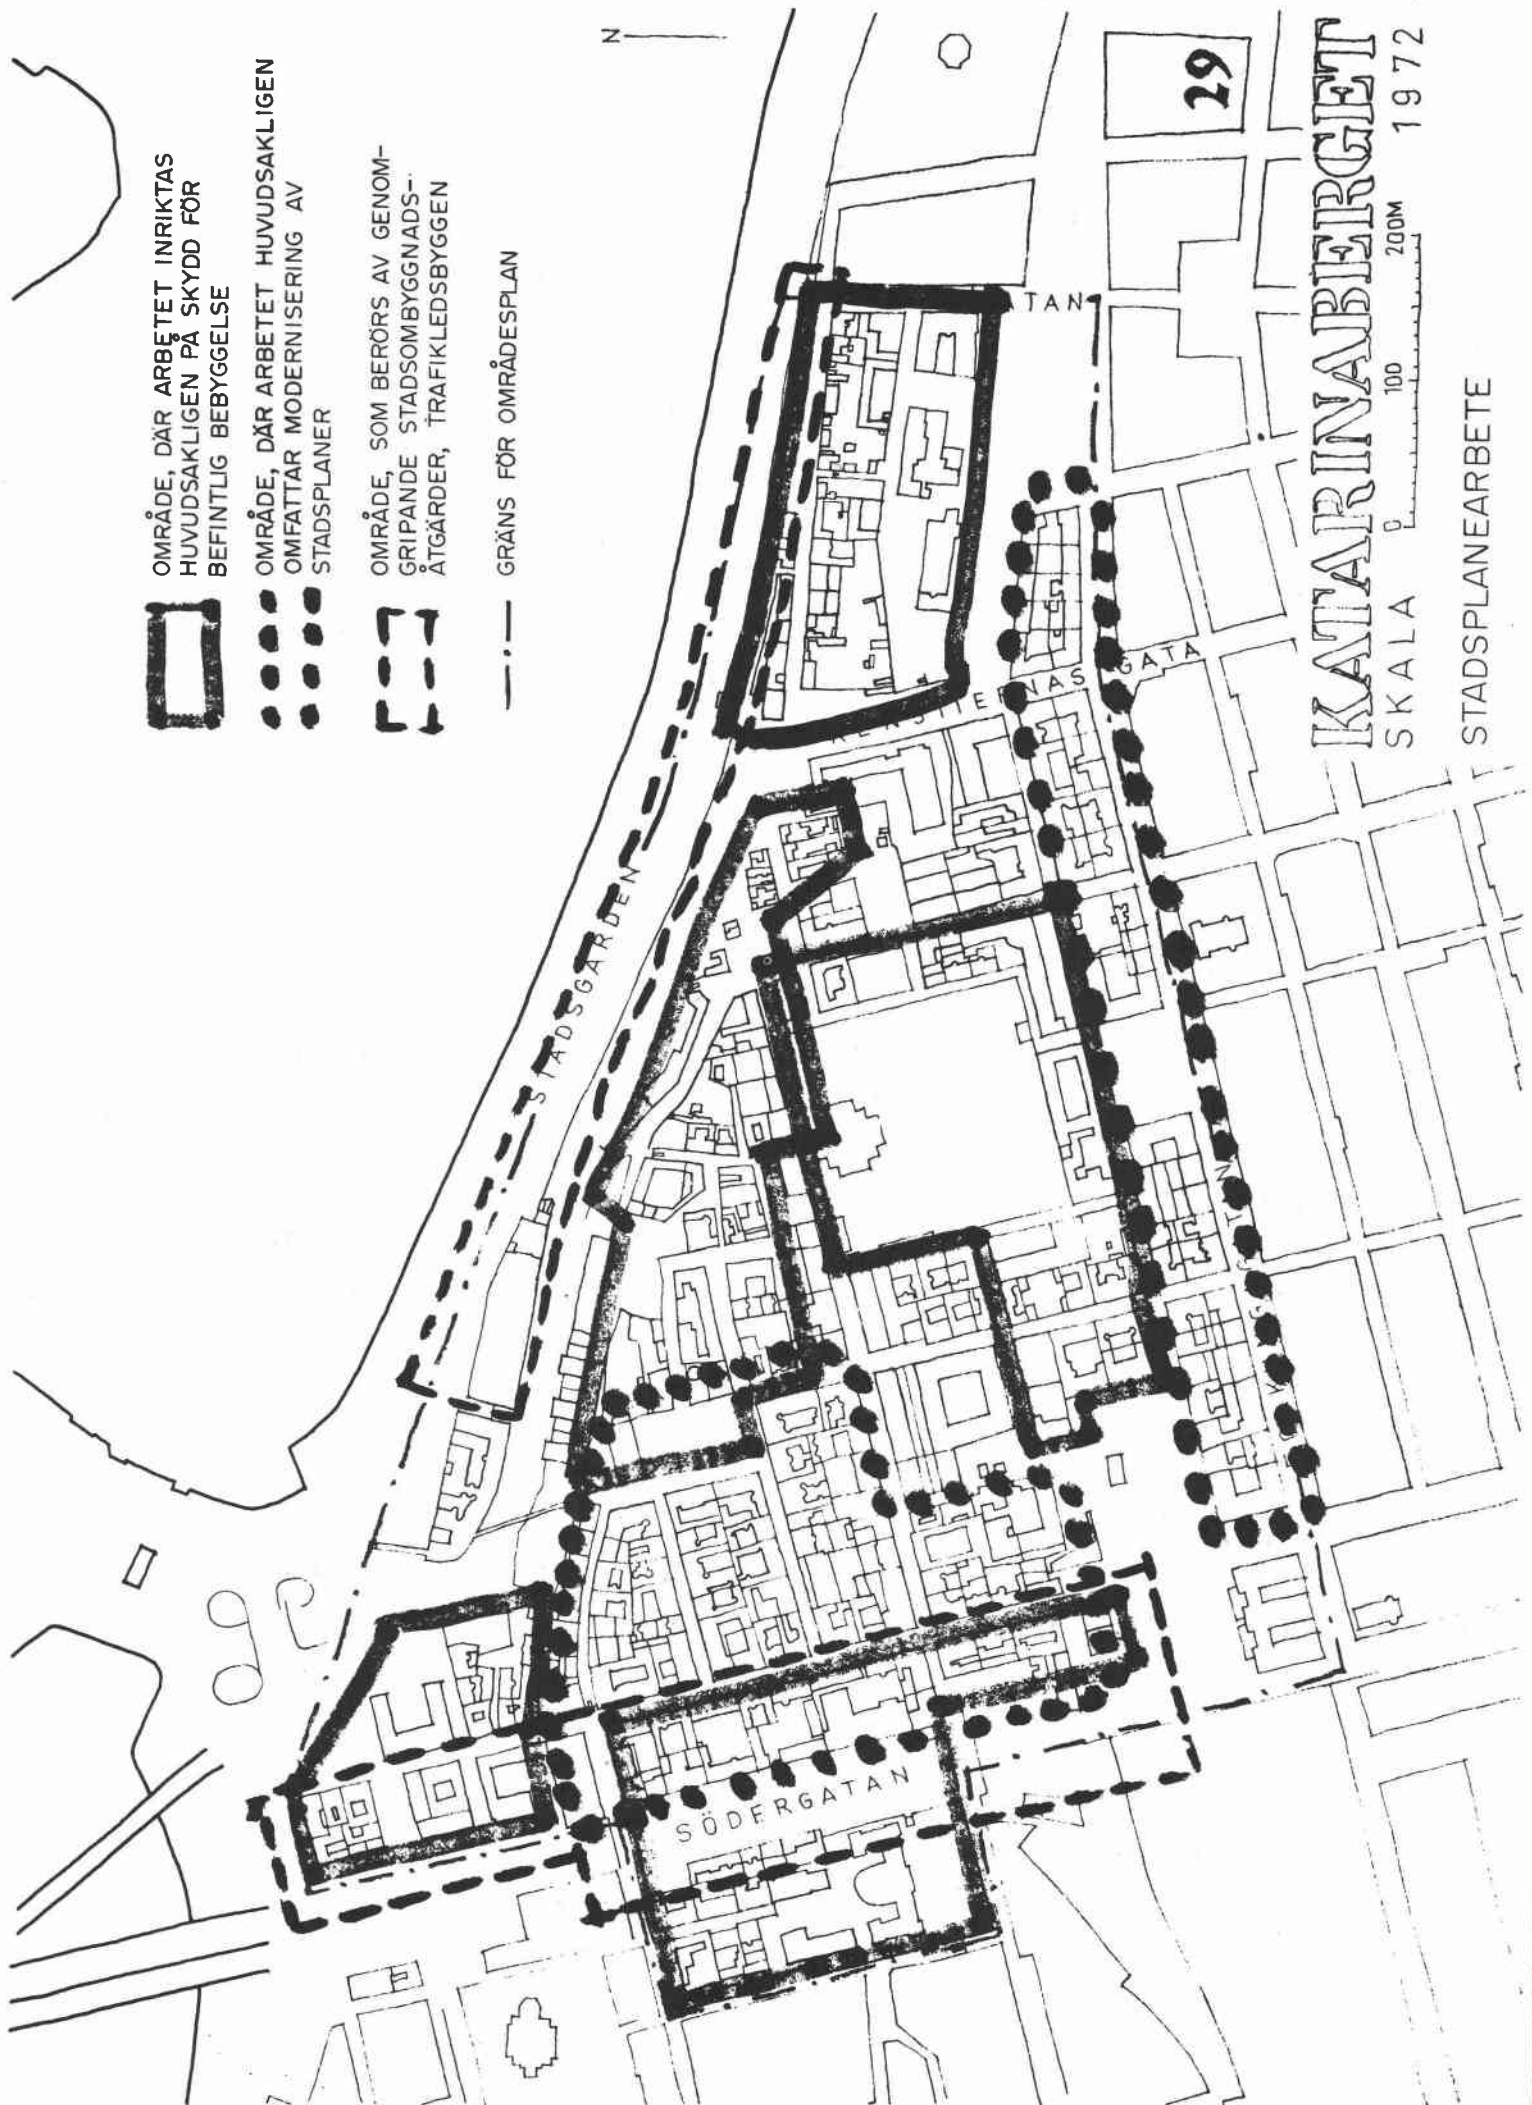 OMRÅDE, DÄR ARBETET INRIKTAS
HUVUDSAKLIGEN PÅ SKYDD FÖR
BEFINTLIG BEBYGGELSE
OMRÅDE, DÄR ARBETET HUVUDSAKLIGEN
OMFATTAR MODERNISERING AV
STADSPLANER
OMRÅDE, SOM BERÖRS AV GENOM-
GRIPANDE STADSOMBYGGNADS-
ÅTGÄRDER, TRAFIKLEDSBYGGEN
GRÄNS FÖR OMRÅDESPLAN
N
STADSGÅRDEN
SÖDERGATAN
GATA
ATAN
29
KATARINABERGET
SKALA 0 100 200M 1972
STADSPLANEARBETE